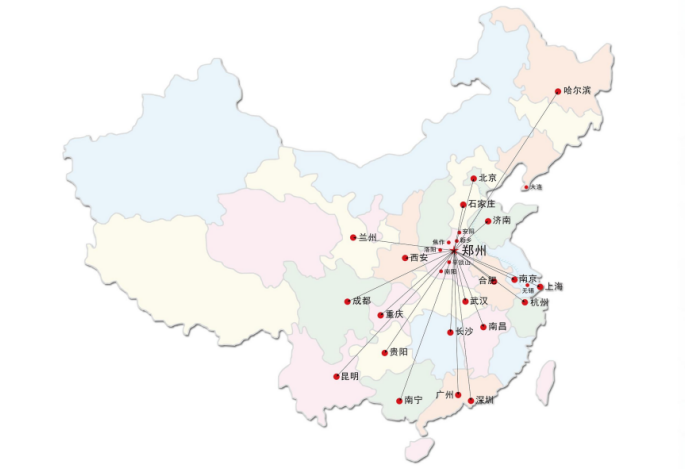 哈尔滨
北京
大连
石家庄
济南
安阳
新乡
焦作
兰州
洛阳
郑州
西安
平顶山
南阳
合肥
南京
无锡
上海
成都
武汉
杭州
重庆
长沙
南昌
贵阳
昆明
南宁
广州
深圳